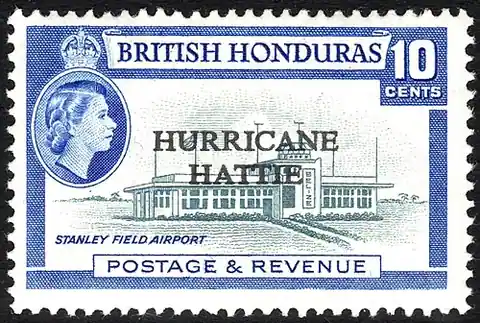 BRITISH HONDURAS
10
CENTS
HURRICANE
HATTIE
BELIZE
STANLEY FIELD AIRPORT
POSTAGE & REVENUE